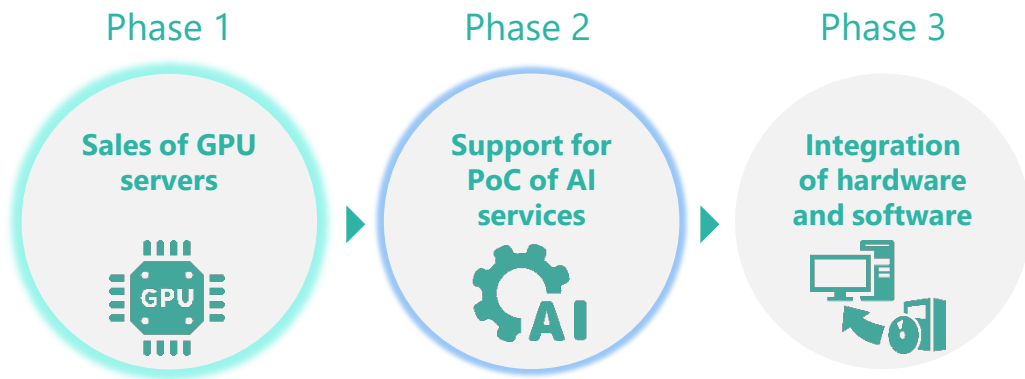 Phase 1
Phase 2
Phase 3
Sales of GPU
servers
Support for
PoC of AI
services
Integration
of hardware
and software
GPU
AI